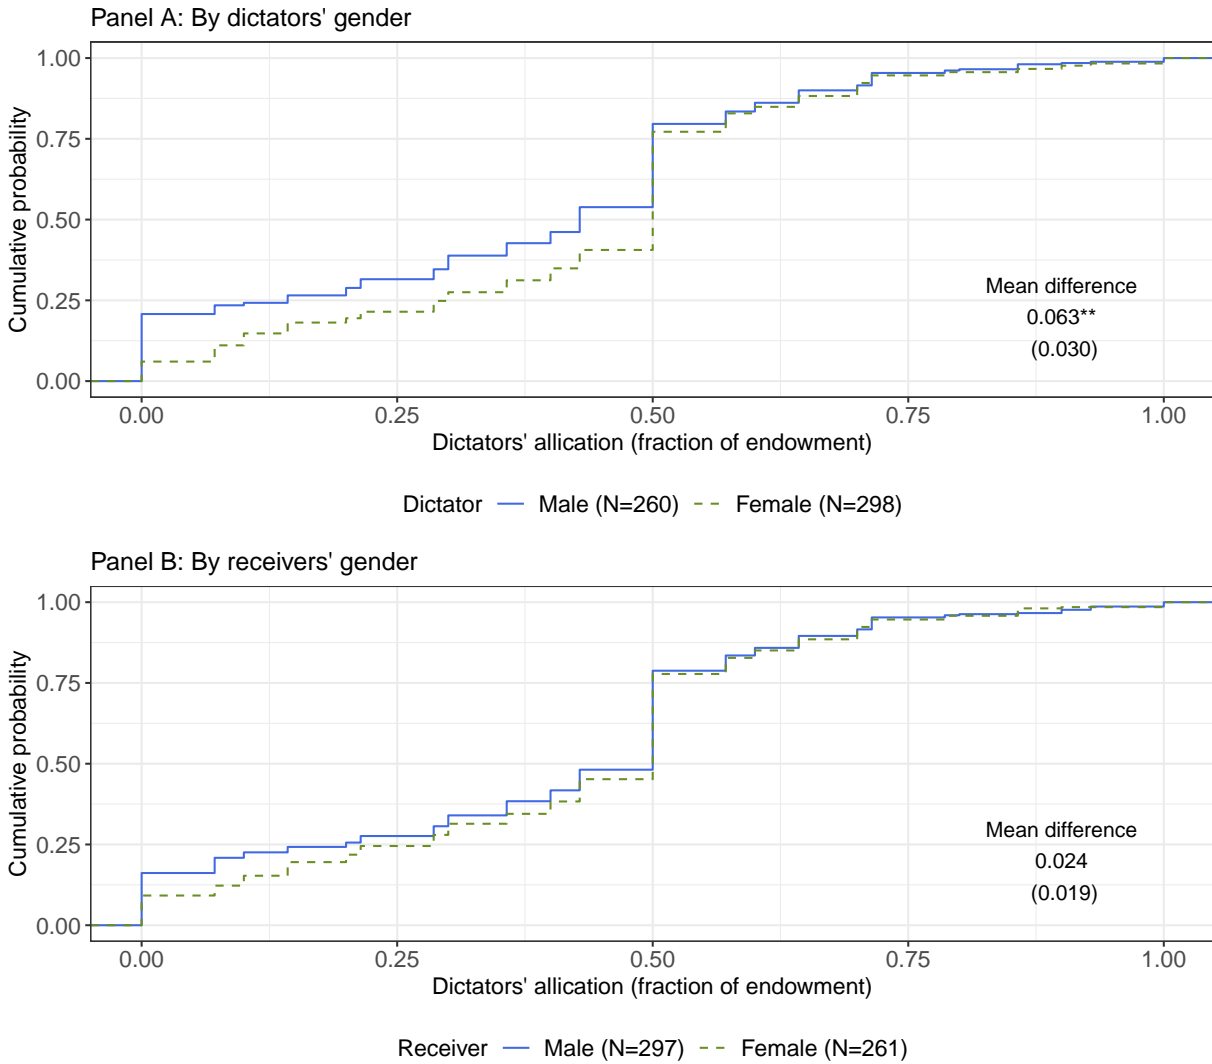 Panel A: By dictators' gender
1.00
0.75
0.50
0.25
0.00
Cumulative probability
Mean difference
0.063**
(0.030)
0.00 0.25 0.50 0.75 1.00
Dictators' allication (fraction of endowment)
Dictator Male (N=260) Female (N=298)
Panel B: By receivers' gender
1.00
0.75
0.50
0.25
0.00
Cumulative probability
Mean difference
0.024
(0.019)
0.00 0.25 0.50 0.75 1.00
Dictators' allication (fraction of endowment)
Receiver Male (N=297) Female (N=261)